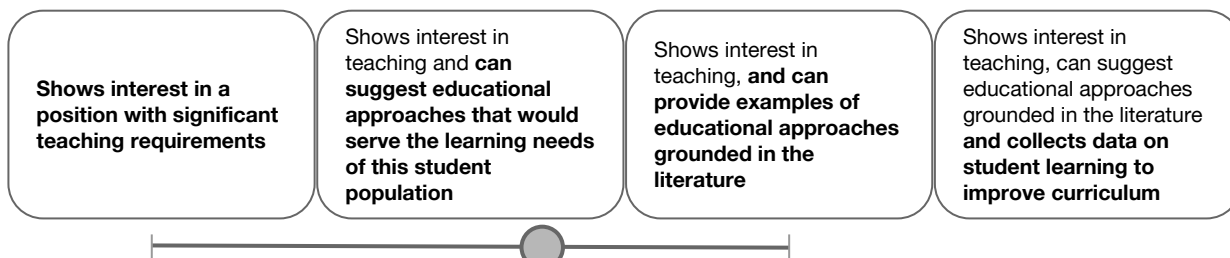 Shows interest in a
position with significant
teaching requirements
Shows interest in
teaching and can
suggest educational
approaches that would
serve the learning needs
of this student
population
Shows interest in
teaching, and can
provide examples of
educational approaches
grounded in the
literature
Shows interest in
teaching, can suggest
educational approaches
grounded in the literature
and collects data on
student learning to
improve curriculum